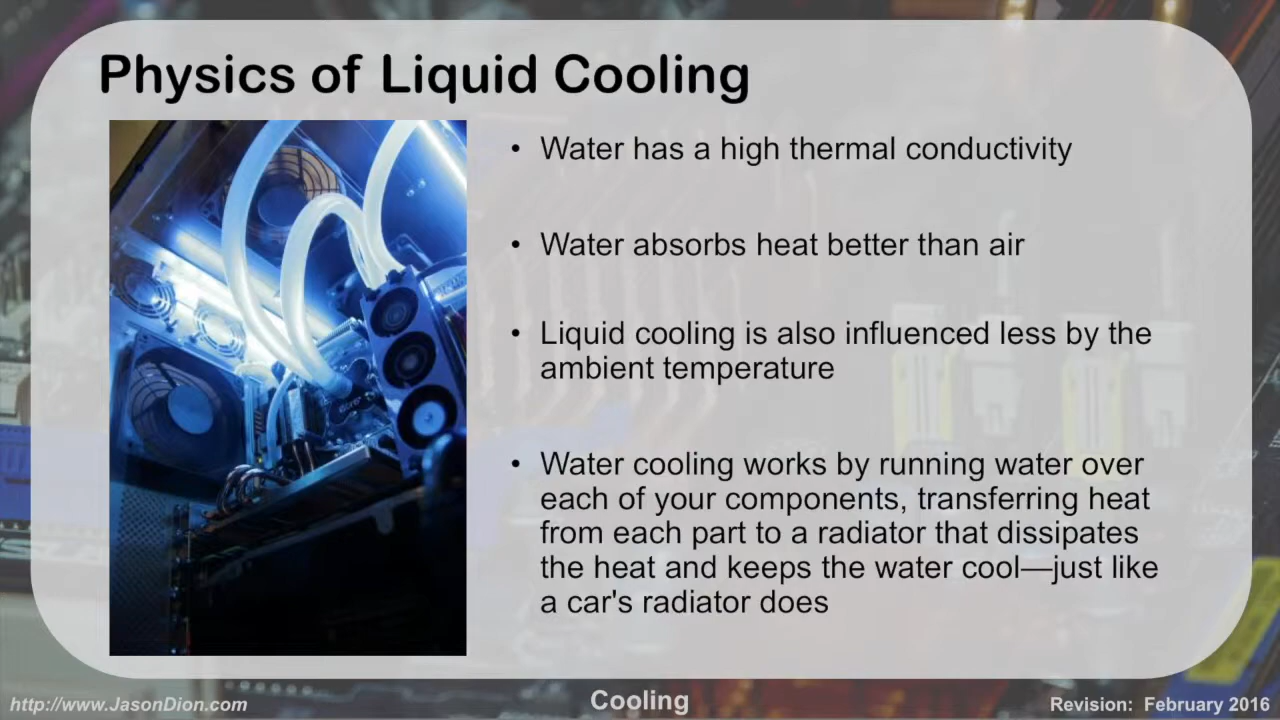 Physics of Liquid Cooling
• Water has a high thermal conductivity
• Water absorbs heat better than air
• Liquid cooling is also influenced less by the
ambient temperature
• Water cooling works by running water over
each of your components, transferring heat
from each part to a radiator that dissipates
the heat and keeps the water cool—just like
a car's radiator does
http://www.JasonDion.com
Cooling
Revision: February 2016